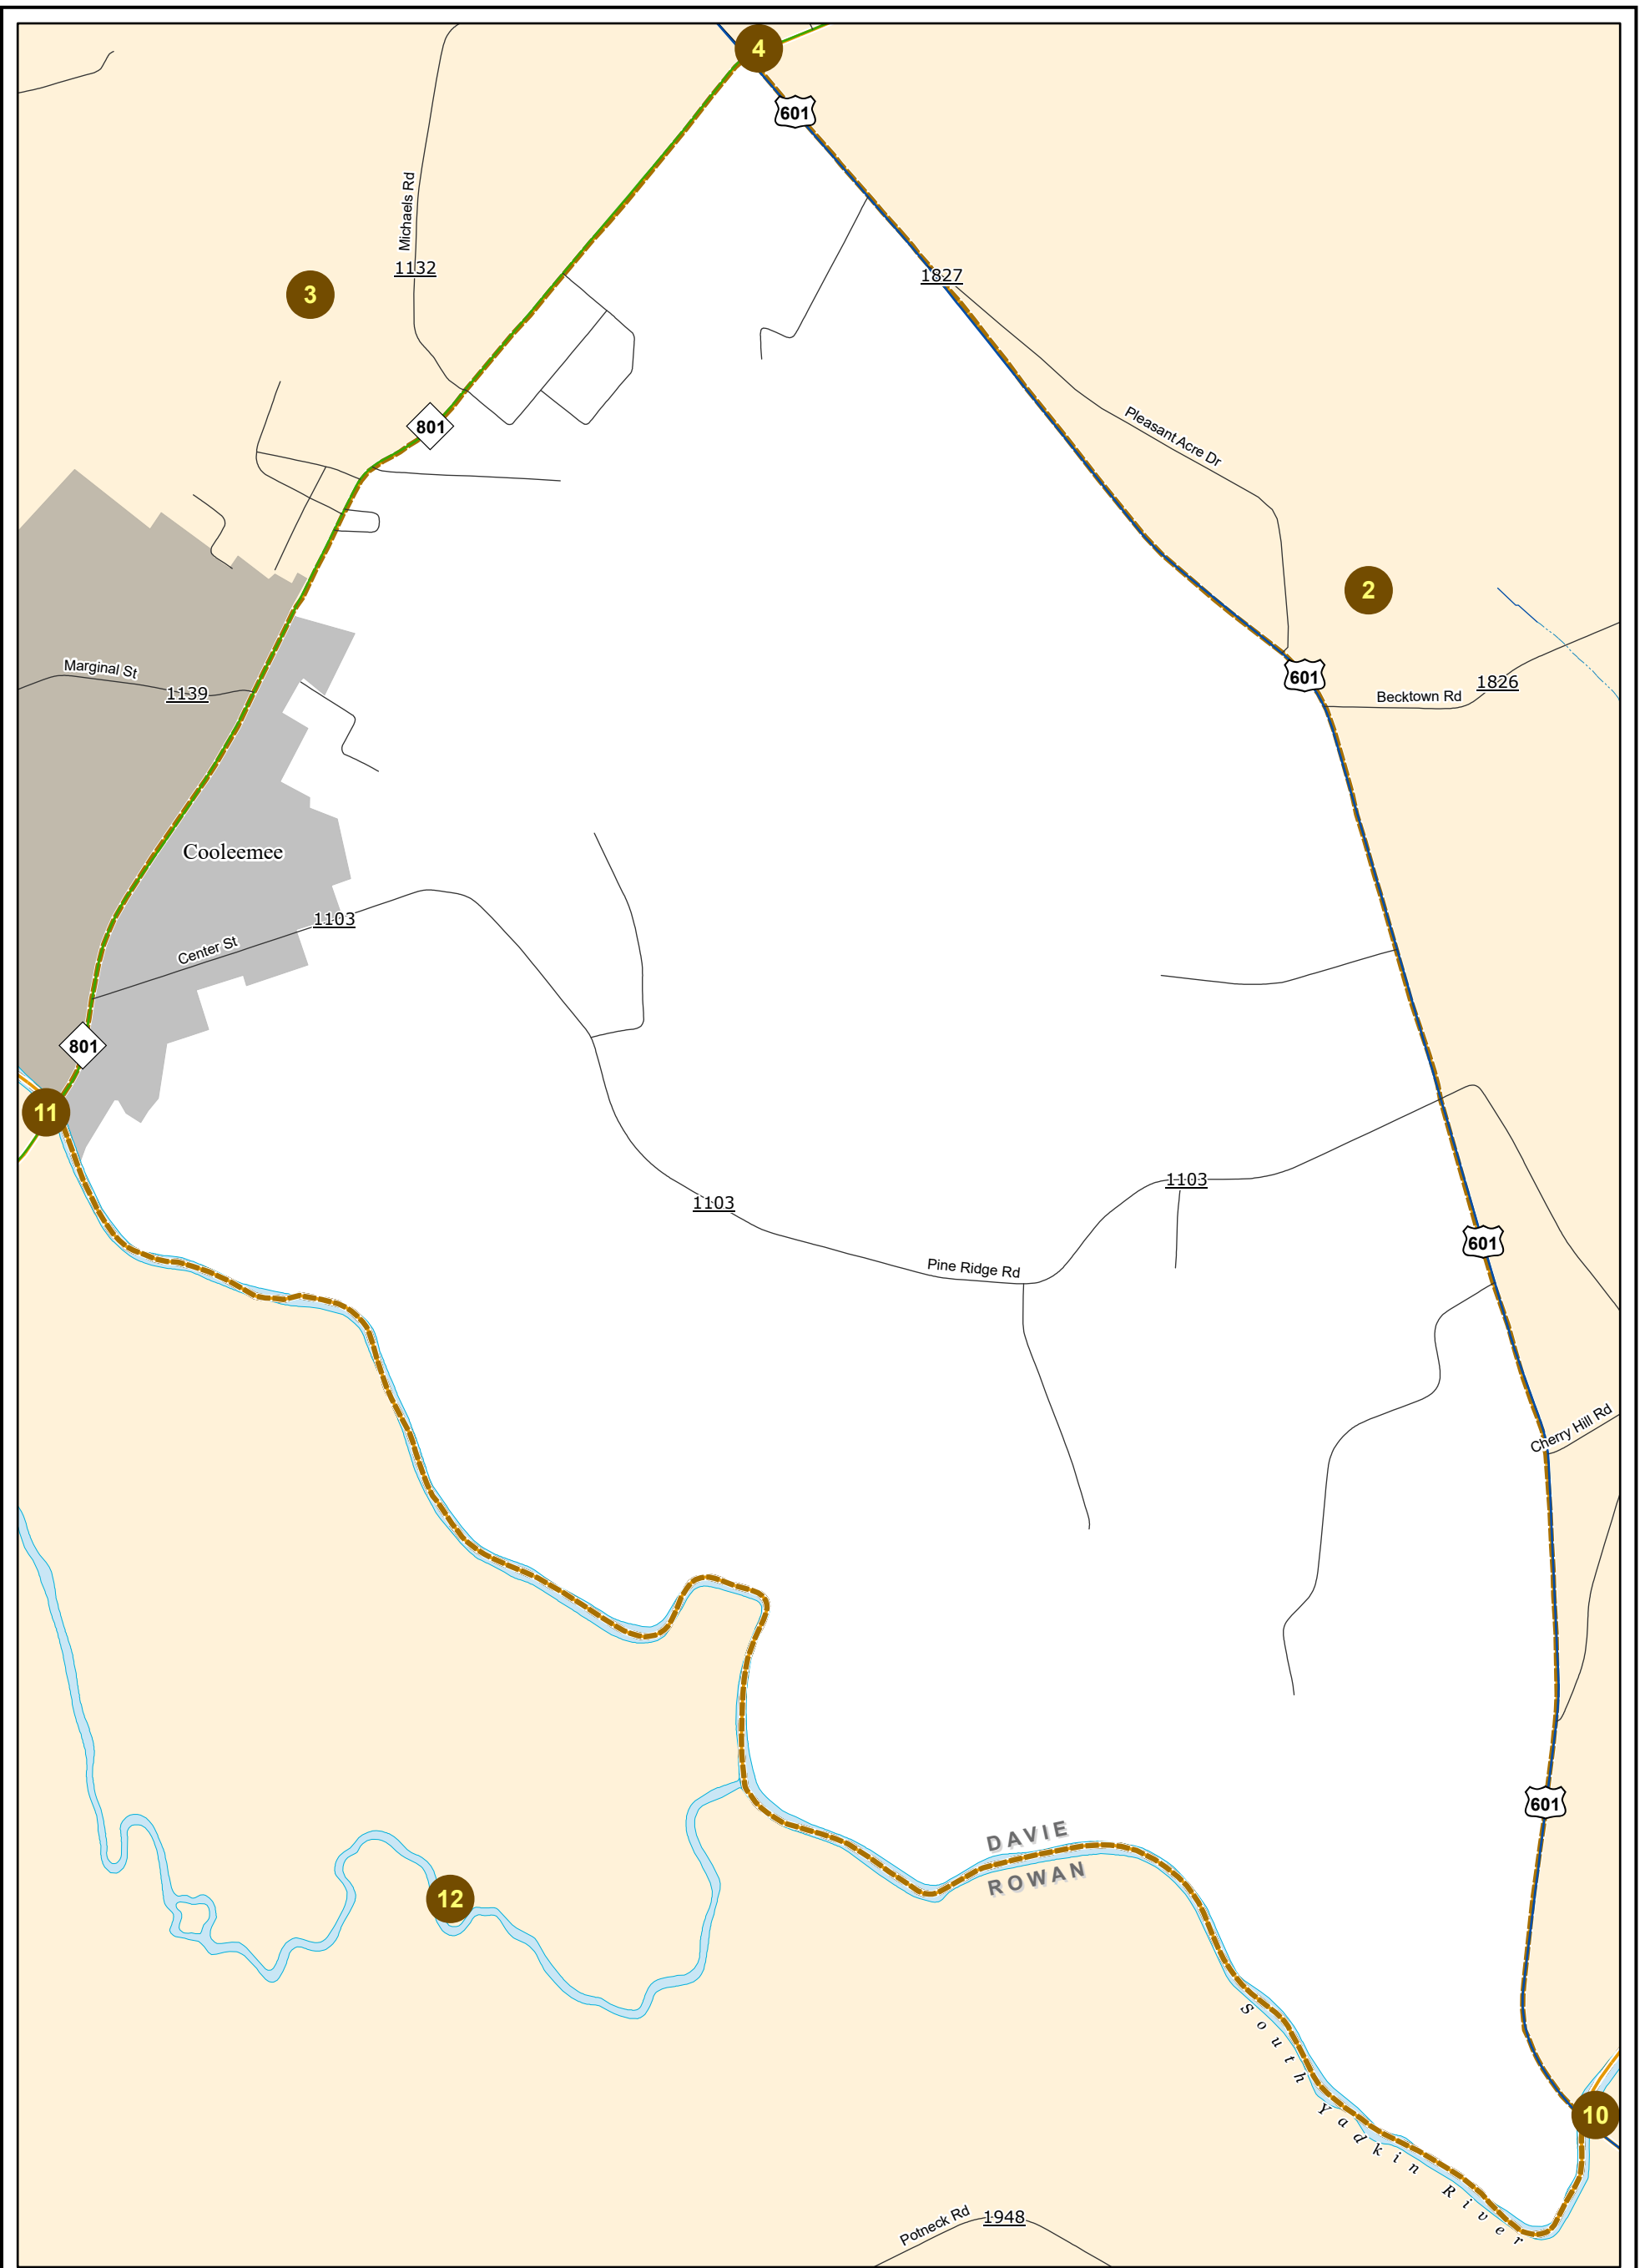 4
601
Michaels Rd
1132
1827
3
801
Pleasant Acre Dr
2
Marginal St
1139
601
1826
Becktown Rd
Cooleemee
1103
Center St
801
11
1103
1103
Pine Ridge Rd
601
Cherry Hill Rd
601
DAVIE
ROWAN
12
South Yadkin River
10
Potneck Rd
1948